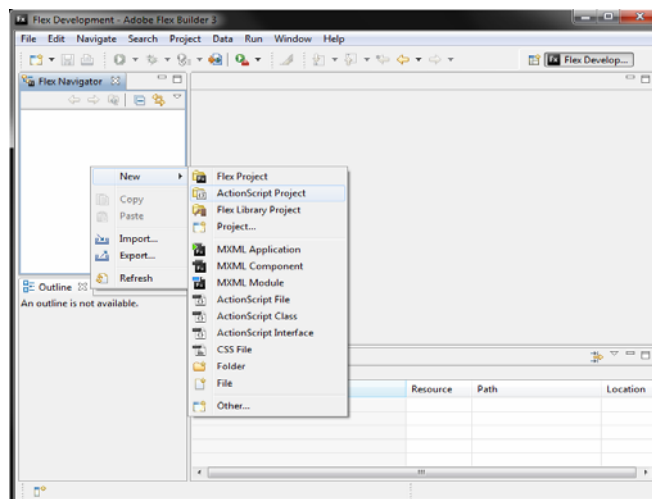 Flex Development - Adobe Flex Builder 3
File Edit Navigate Search Project Data Run Window Help
Flex Develop...
Flex Navigator
New
Copy
Paste
Import...
Export...
Refresh
Flex Project
ActionScript Project
Flex Library Project
Project...
MXML Application
MXML Component
MXML Module
ActionScript File
ActionScript Class
ActionScript Interface
CSS File
Folder
File
Other...
Outline
An outline is not available.
Resource Path Location